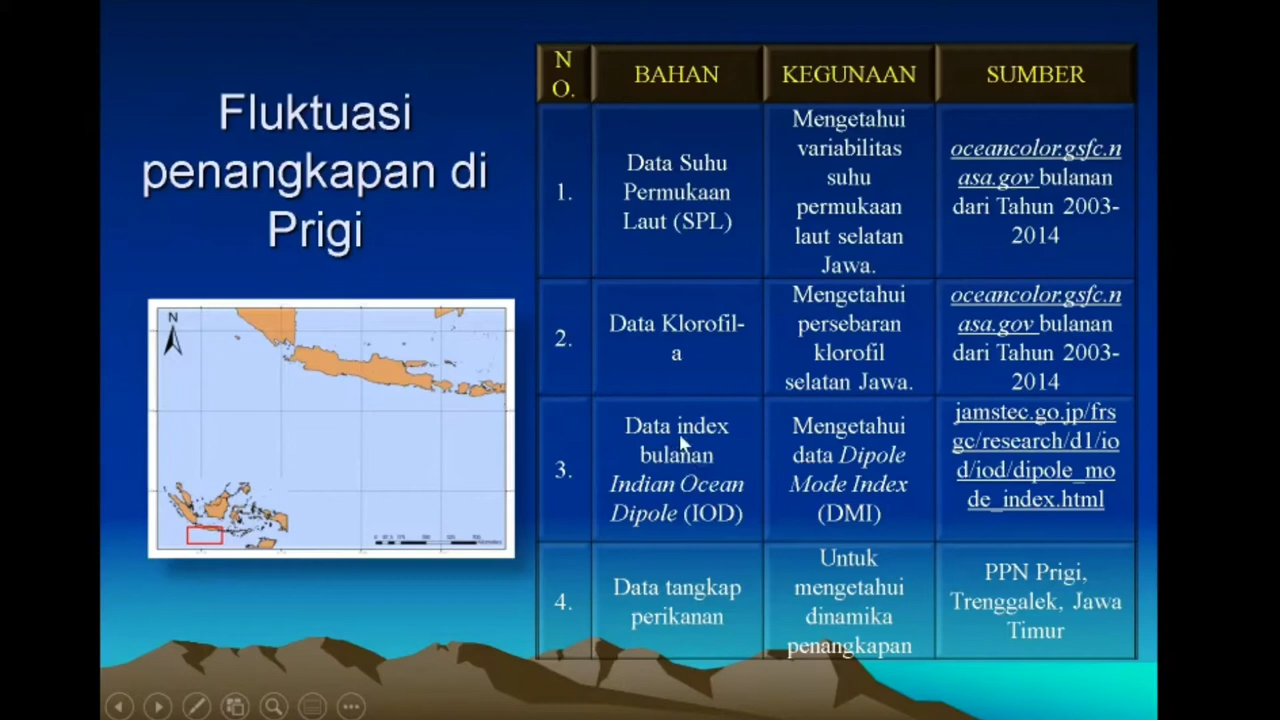 Fluktuasi
penangkapan di
Prigi
N
N
O.
BAHAN
KEGUNAAN
SUMBER
1.
Data Suhu
Permukaan
Laut (SPL)
Mengetahui
variabilitas
suhu
permukaan
laut selatan
Jawa.
oceancolor.gsfc.n
asa.gov bulanan
dari Tahun 2003-
2014
2.
Data Klorofil-
a
Mengetahui
persebaran
klorofil
selatan Jawa.
oceancolor.gsfc.n
asa.gov bulanan
dari Tahun 2003-
2014
3.
Data index
bulanan
Indian Ocean
Dipole (IOD)
Mengetahui
data Dipole
Mode Index
(DMI)
jamstec.go.jp/frs
gc/research/d1/io
d/iod/dipole_mo
de_index.html
4.
Data tangkap
perikanan
Untuk
mengetahui
dinamika
penangkapan
PPN Prigi,
Trenggalek, Jawa
Timur